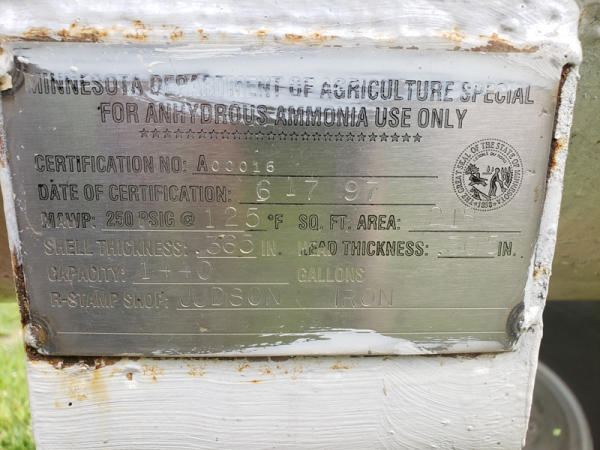 MINNESOTA DEPARTMENT OF AGRICULTURE SPECIAL
FOR ANHYDROUS AMMONIA USE ONLY
****************************************
CERTIFICATION NO: A00016
DATE OF CERTIFICATION: 6 17 97
MAWP: 250 PSIG @ 125 °F SQ. FT. AREA:
SHELL THICKNESS: .383 IN. HEAD THICKNESS: IN.
CAPACITY: 1440 GALLONS
R-STAMP SHOP: JUDSON IRON